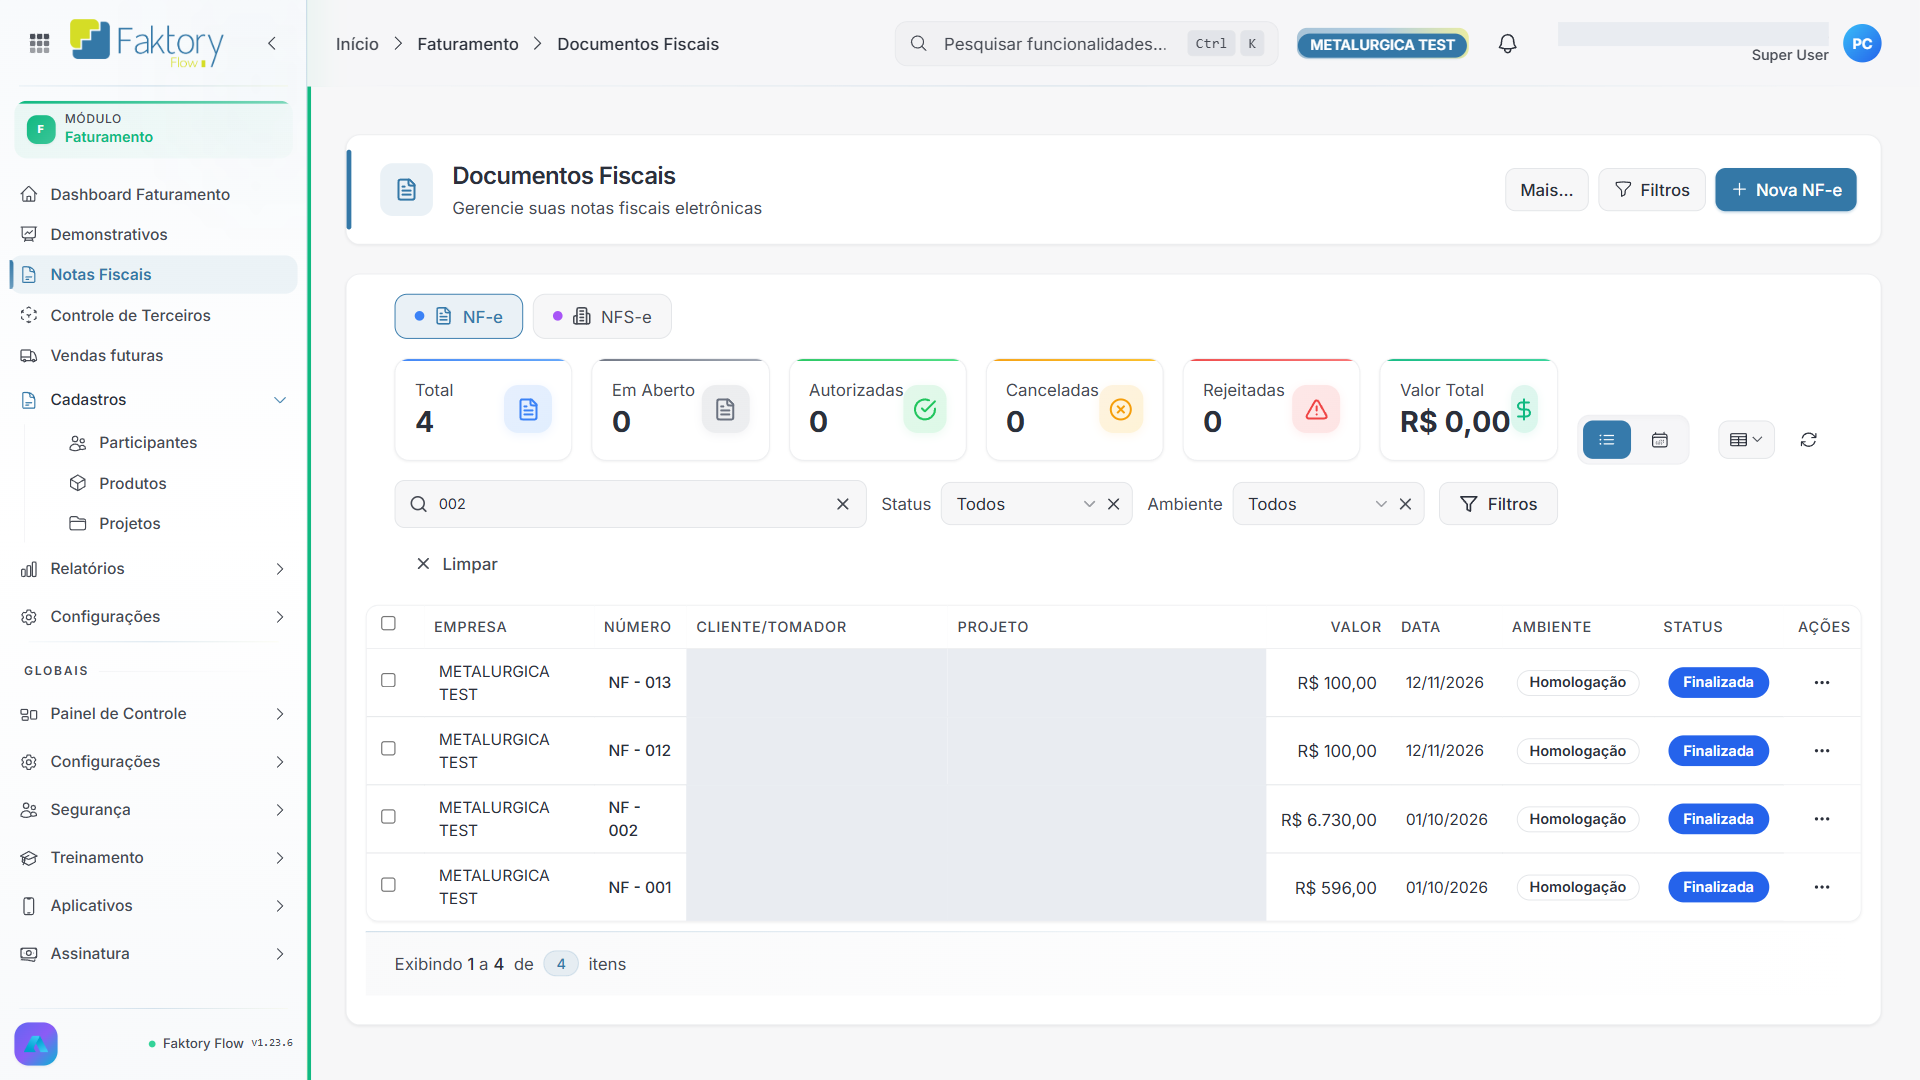 Faktory
Flow
Início > Faturamento > Documentos Fiscais
Pesquisar funcionalidades... Ctrl K
METALURGICA TEST
Super User
PC
F
MÓDULO
Faturamento
Dashboard Faturamento
Demonstrativos
Notas Fiscais
Controle de Terceiros
Vendas futuras
Cadastros
Participantes
Produtos
Projetos
Relatórios
Configurações
GLOBAIS
Painel de Controle
Configurações
Segurança
Treinamento
Aplicativos
Assinatura
Faktory Flow v1.23.6
Documentos Fiscais
Gerencie suas notas fiscais eletrônicas
Mais...
Filtros
+ Nova NF-e
NF-e
NFS-e
Total
4
Em Aberto
0
Autorizadas
0
Canceladas
0
Rejeitadas
0
Valor Total
R$ 0,00
002
Status Todos
Ambiente Todos
Filtros
Limpar
EMPRESA NÚMERO CLIENTE/TOMADOR PROJETO VALOR DATA AMBIENTE STATUS AÇÕES
METALURGICA TEST NF - 013 R$ 100,00 12/11/2026 Homologação Finalizada ...
METALURGICA TEST NF - 012 R$ 100,00 12/11/2026 Homologação Finalizada ...
METALURGICA TEST NF - 002 R$ 6.730,00 01/10/2026 Homologação Finalizada ...
METALURGICA TEST NF - 001 R$ 596,00 01/10/2026 Homologação Finalizada ...
Exibindo 1 a 4 de 4 itens